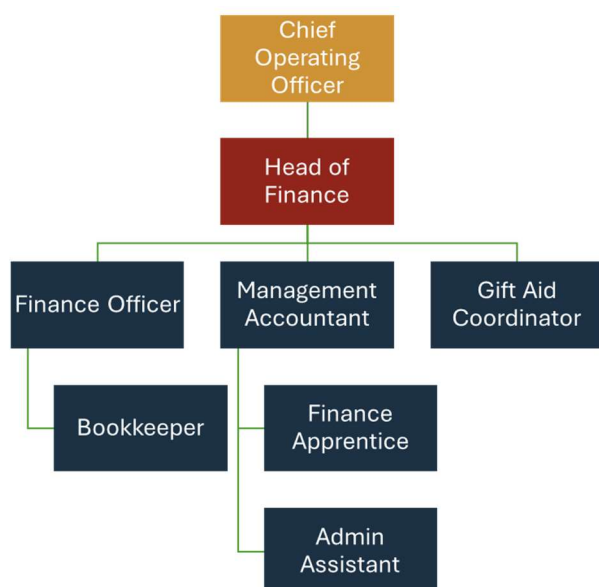 Chief
Operating
Officer
Head of
Finance
Finance Officer
Management
Accountant
Gift Aid
Coordinator
Bookkeeper
Finance
Apprentice
Admin
Assistant